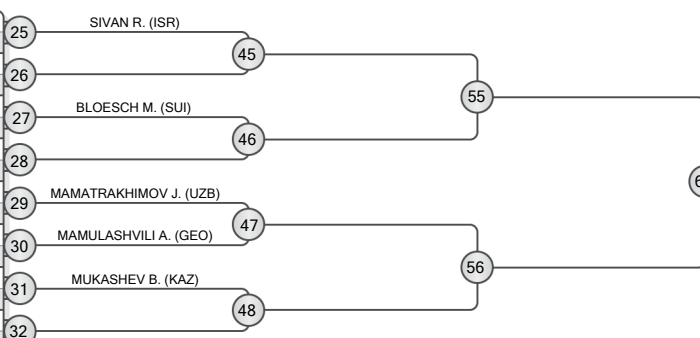 25
SIVAN R. (ISR)
45
26
55
27
BLOESCH M. (SUI)
46
28
29
MAMATRAKHIMOV J. (UZB)
47
30
MAMULASHVILI A. (GEO)
56
31
MUKASHEV B. (KAZ)
48
32